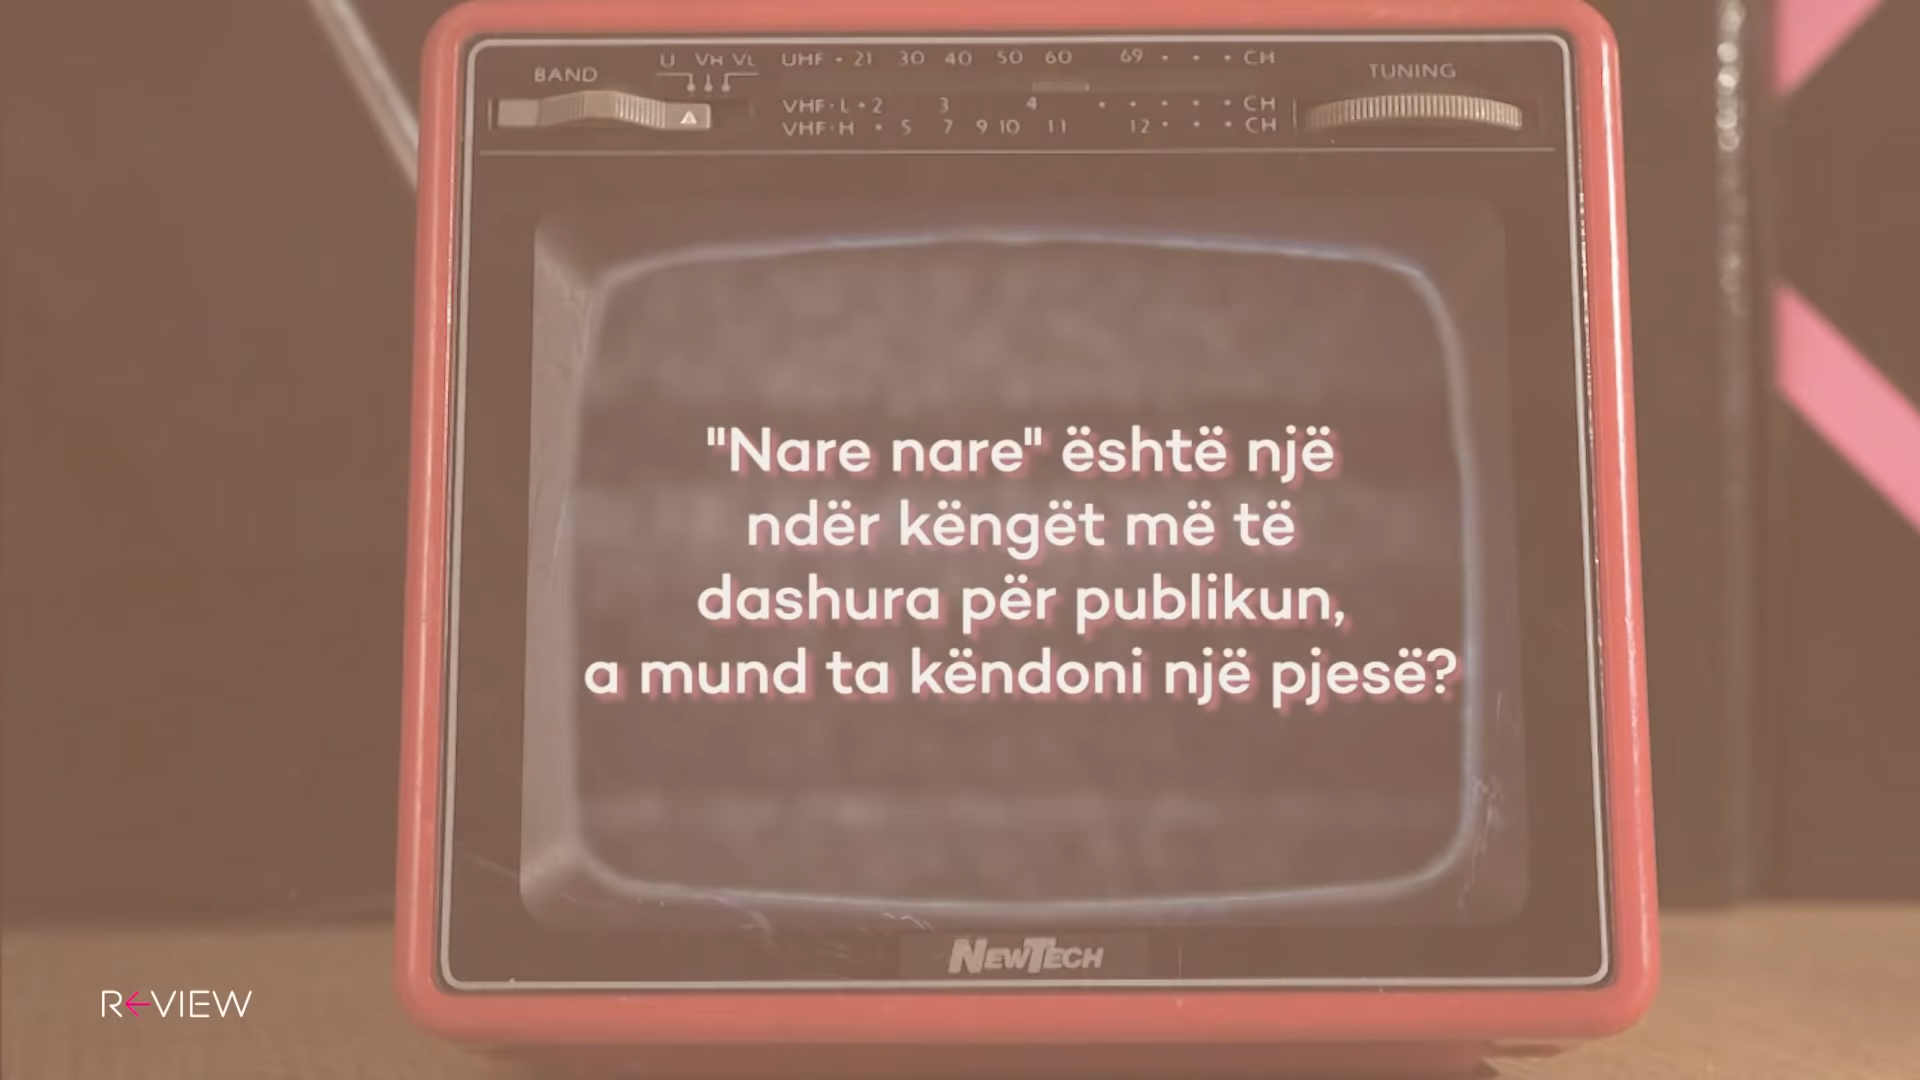 BAND
U VH VL
UHF • 21 30 40 50 60 69 • • • CH
VHF-L • 2 3 4 • • • • • CH
VHF-H • 5 7 9 10 11 12 • • • CH
TUNING
"Nare nare" është një
ndër këngët më të
dashura për publikun,
a mund ta këndoni një pjesë?
NEWTECH
REVIEW